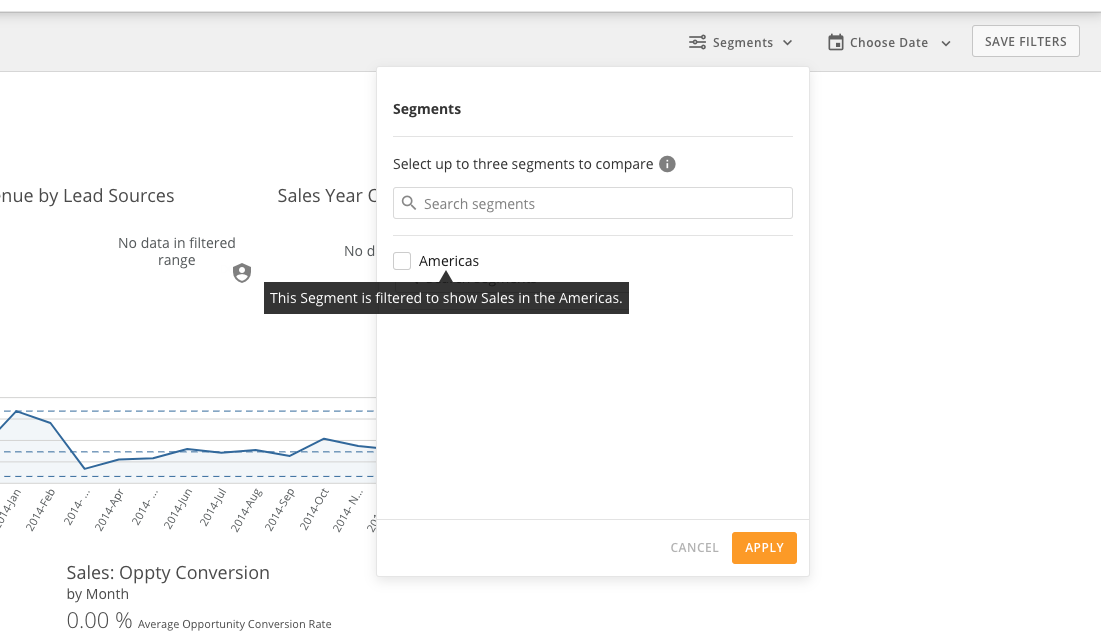 Segments
Choose Date
SAVE FILTERS
Segments
Select up to three segments to compare
Search segments
Americas
This Segment is filtered to show Sales in the Americas.
CANCEL
APPLY
nue by Lead Sources
No data in filtered
range
Sales Year
No d
2014-Jan
2014-Feb
2014- ...
2014-Apr
2014- ...
2014-Jun
2014-Jul
2014-Aug
2014-Sep
2014-Oct
2014- N...
Sales: Oppty Conversion
by Month
0.00 % Average Opportunity Conversion Rate